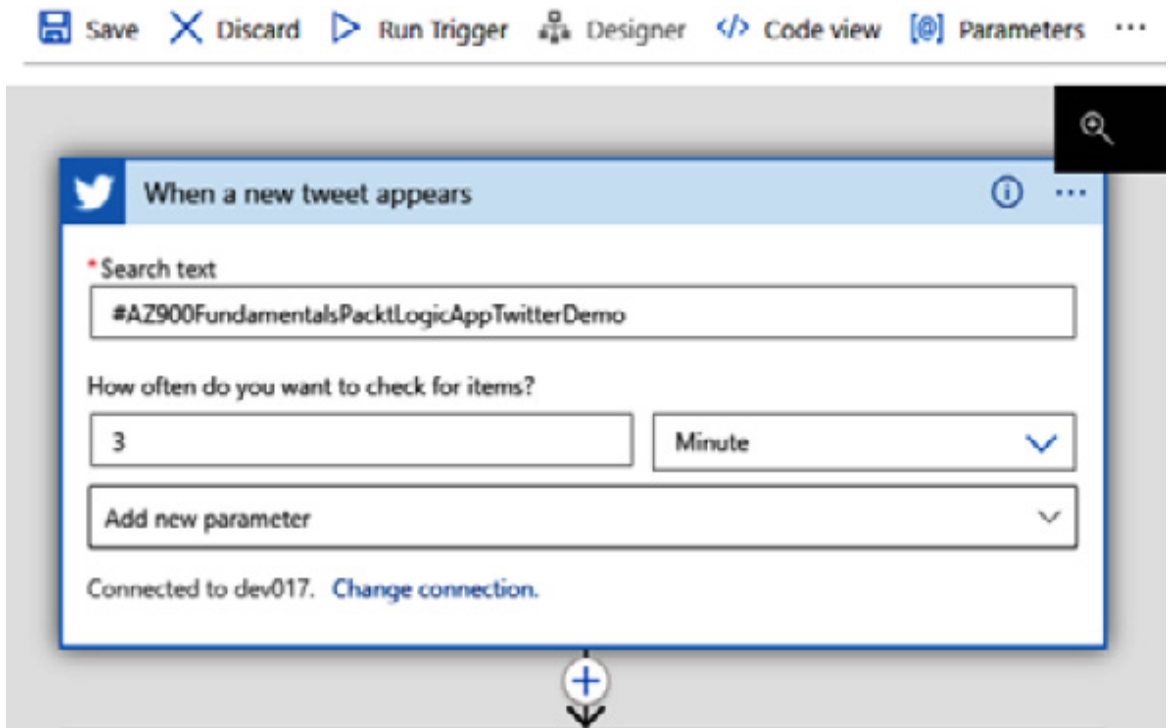 Save Discard Run Trigger Designer Code view Parameters ...
When a new tweet appears
*Search text
#AZ900FundamentalsPacktLogicAppTwitterDemo
How often do you want to check for items?
3 Minute
Add new parameter
Connected to dev017. Change connection.